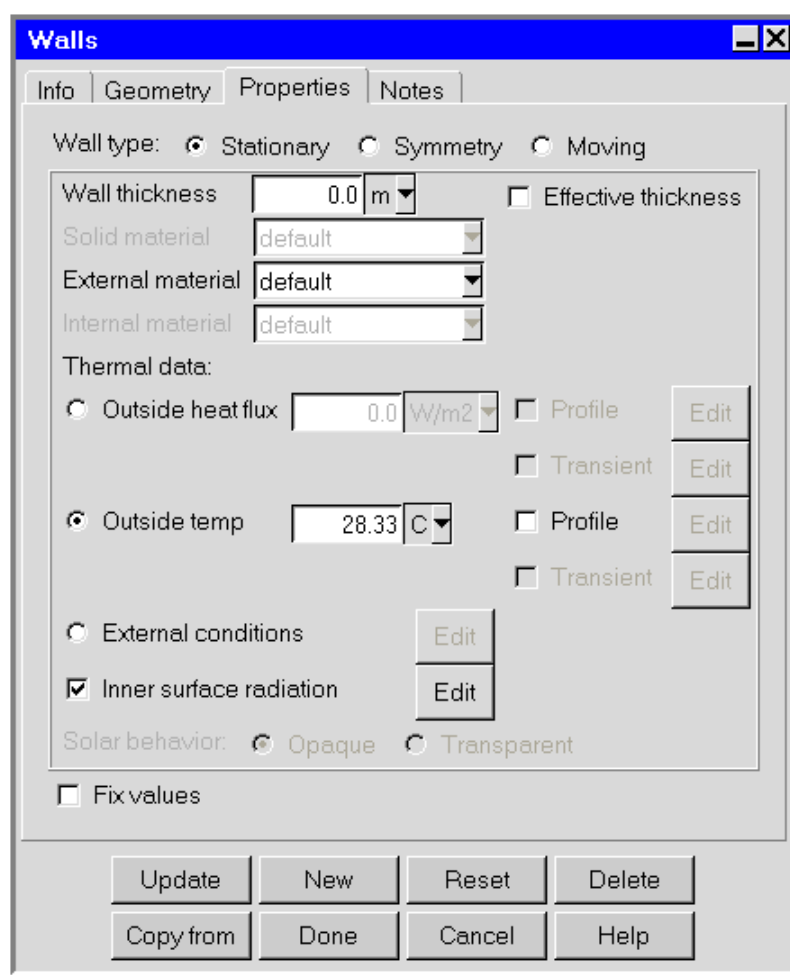 Walls
Info Geometry Properties Notes
Wall type: Stationary Symmetry Moving
Wall thickness 0.0 m Effective thickness
Solid material default
External material default
Internal material default
Thermal data:
Outside heat flux 0.0 W/m2 Profile Edit
Transient Edit
Outside temp 28.33 C Profile Edit
Transient Edit
External conditions Edit
Inner surface radiation Edit
Solar behavior: Opaque Transparent
Fix values
Update New Reset Delete
Copy from Done Cancel Help